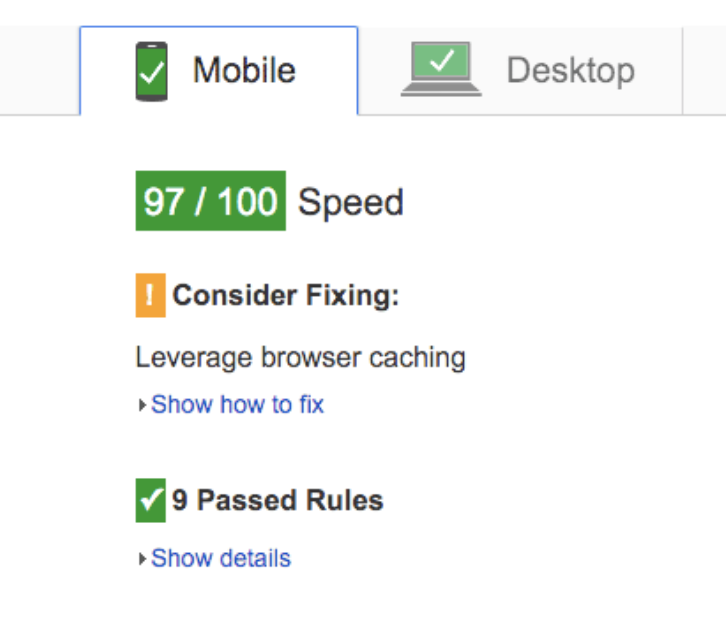 Mobile
Desktop
97 / 100 Speed
! Consider Fixing:
Leverage browser caching
Show how to fix
9 Passed Rules
Show details